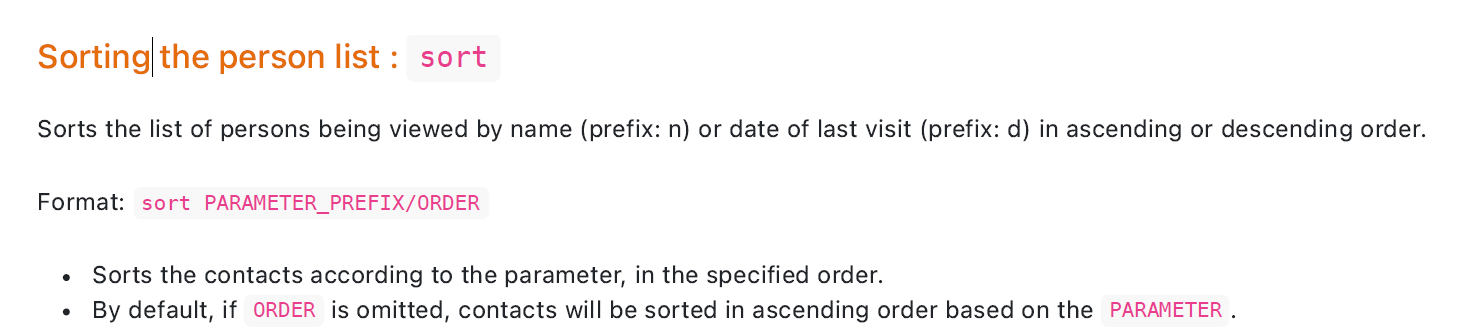 Sorting the person list : sort
Sorts the list of persons being viewed by name (prefix: n) or date of last visit (prefix: d) in ascending or descending order.
Format: sort PARAMETER_PREFIX/ORDER
• Sorts the contacts according to the parameter, in the specified order.
• By default, if ORDER is omitted, contacts will be sorted in ascending order based on the PARAMETER.